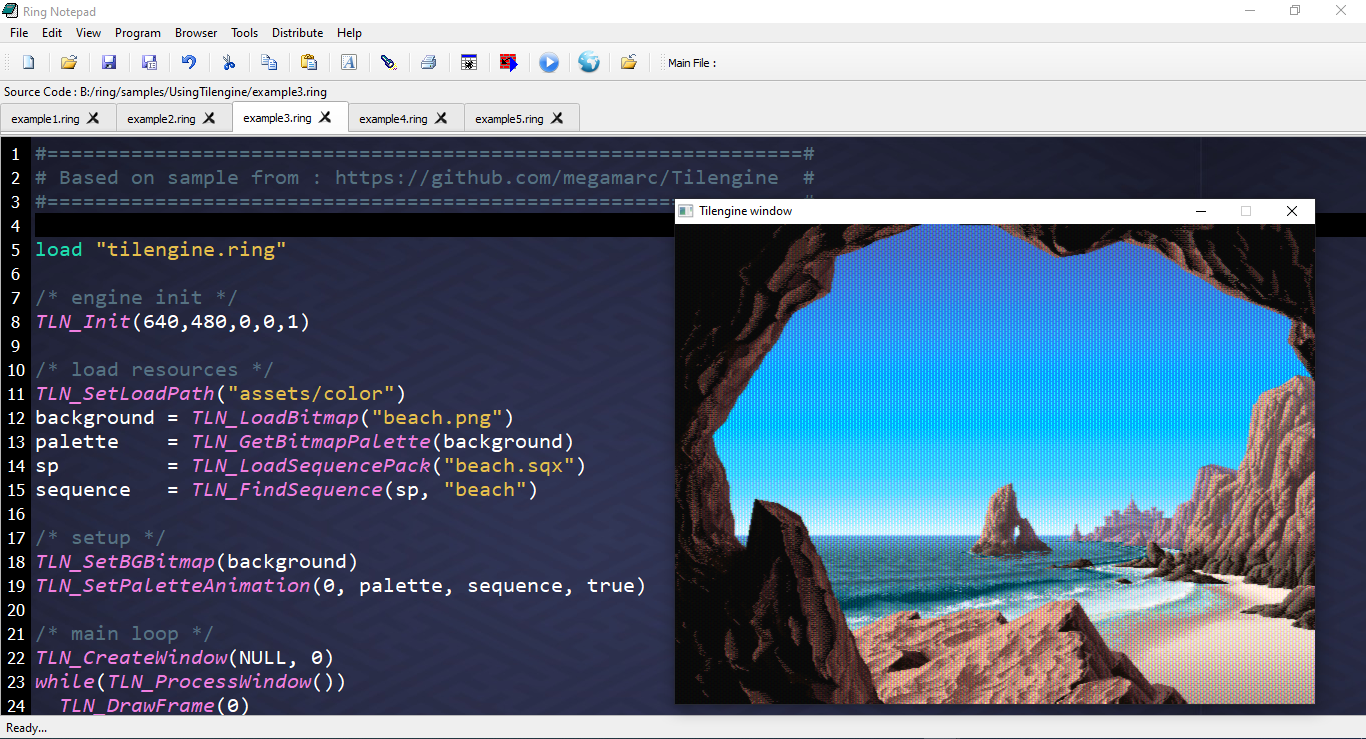 Ring Notepad
File Edit View Program Browser Tools Distribute Help
Main File :
Source Code : B:/ring/samples/UsingTilengine/example3.ring
example1.ring example2.ring example3.ring example4.ring example5.ring
1 #===============================================================#
2 # Based on sample from : https://github.com/megamarc/Tilengine  #
3 #====================================================
Tilengine window
4
5 load "tilengine.ring"
6
7 /* engine init */
8 TLN_Init(640,480,0,0,1)
9
10 /* load resources */
11 TLN_SetLoadPath("assets/color")
12 background = TLN_LoadBitmap("beach.png")
13 palette    = TLN_GetBitmapPalette(background)
14 sp         = TLN_LoadSequencePack("beach.sqx")
15 sequence   = TLN_FindSequence(sp, "beach")
16
17 /* setup */
18 TLN_SetBGBitmap(background)
19 TLN_SetPaletteAnimation(0, palette, sequence, true)
20
21 /* main loop */
22 TLN_CreateWindow(NULL, 0)
23 while(TLN_ProcessWindow())
24   TLN_DrawFrame(0)
Ready...